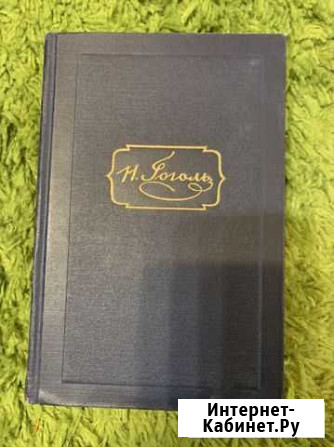 Н. Гоголь
Интернет-
Кабинет.Ру